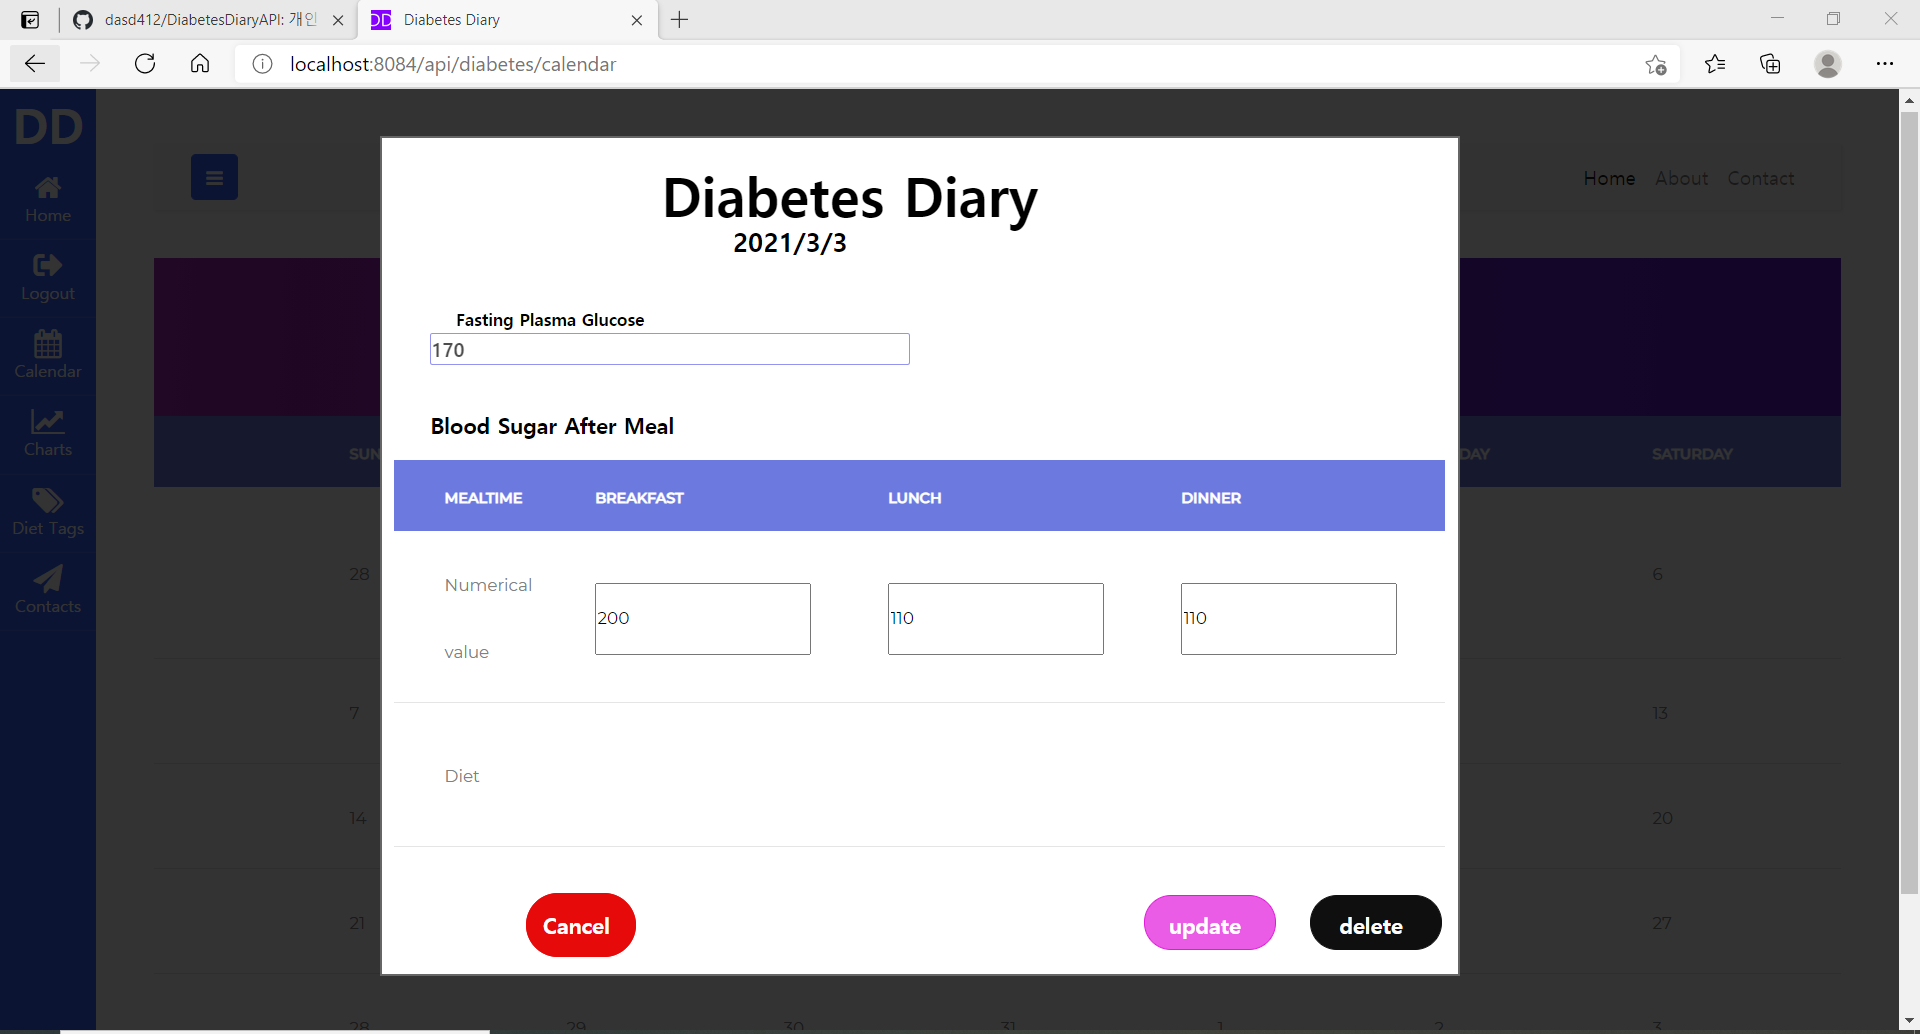 dasd412/DiabetesDiaryAPI: 개인
Diabetes Diary
localhost:8084/api/diabetes/calendar
DD
Home
Logout
Calendar
Charts
Diet Tags
Contacts
Home About Contact
Diabetes Diary
2021/3/3
Fasting Plasma Glucose
170
Blood Sugar After Meal
SUN
DAY
SATURDAY
MEALTIME BREAKFAST LUNCH DINNER
Numerical
value
200
110
110
Diet
28
6
7
13
14
20
21
27
28 29 30 31 1 2 3
Cancel
update
delete